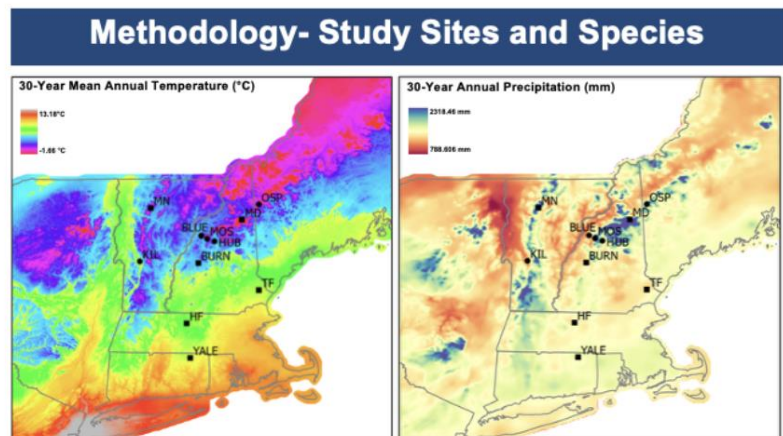 Methodology- Study Sites and Species
30-Year Mean Annual Temperature (°C)
13.18°C
-1.66 °C
MN
OSP
MD
BLUE
MOS
HUB
KIL
BURN
TF
HF
YALE
30-Year Annual Precipitation (mm)
2318.46 mm
788.606 mm
MN
OSP
MD
BLUE
MOS
HUB
KIL
BURN
TF
HF
YALE